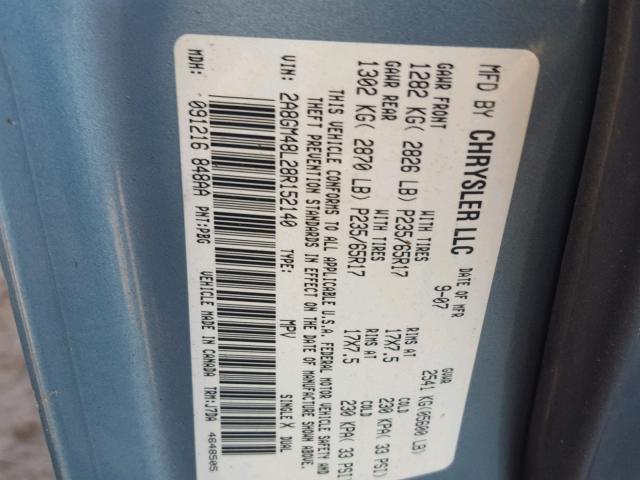 MFD BY CHRYSLER LLC DATE OF MFR 9-07 GVWR 2541 KG(05600 LB)
GAWR FRONT WITH TIRES RIMS AT COLD
1282 KG( 2826 LB) P235/65R17 17X7.5 230 KPA( 33 PSI)
GAWR REAR WITH TIRES RIMS AT COLD
1302 KG( 2870 LB) P235/65R17 17X7.5 230 KPA( 33 PSI)
THIS VEHICLE CONFORMS TO ALL APPLICABLE U.S.A. FEDERAL MOTOR VEHICLE SAFETY AND
THEFT PREVENTION STANDARDS IN EFFECT ON THE DATE OF MANUFACTURE SHOWN ABOVE.
VIN: 2A8GM48L28R152140 MPV SINGLE X DUAL
MDH: 091216 848AA PNT:PBG VEHICLE MADE IN CANADA TRM:J7DA 4648505